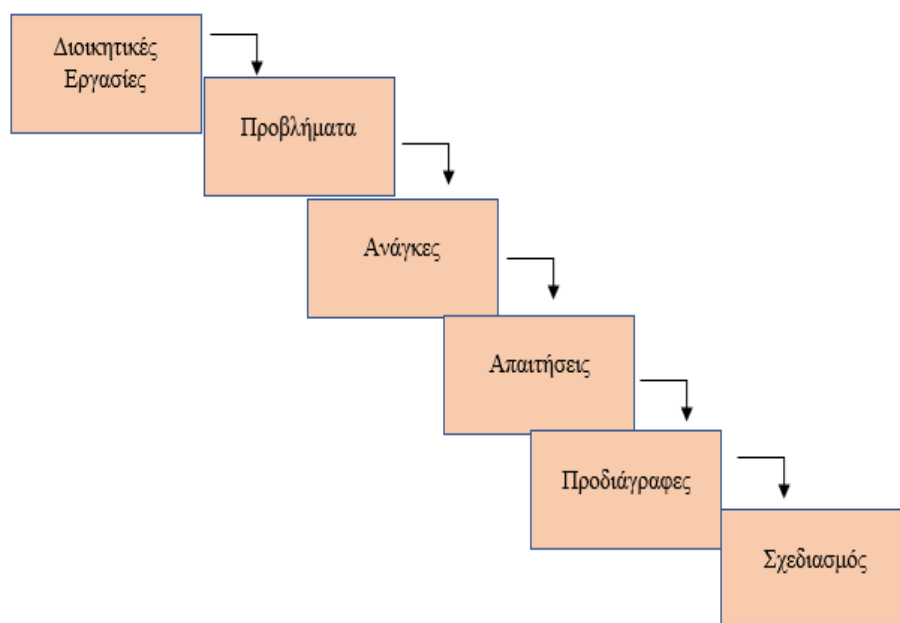 Διοικητικές
Εργασίες
Προβλήματα
Ανάγκες
Απαιτήσεις
Προδιάγραφες
Σχεδιασμός